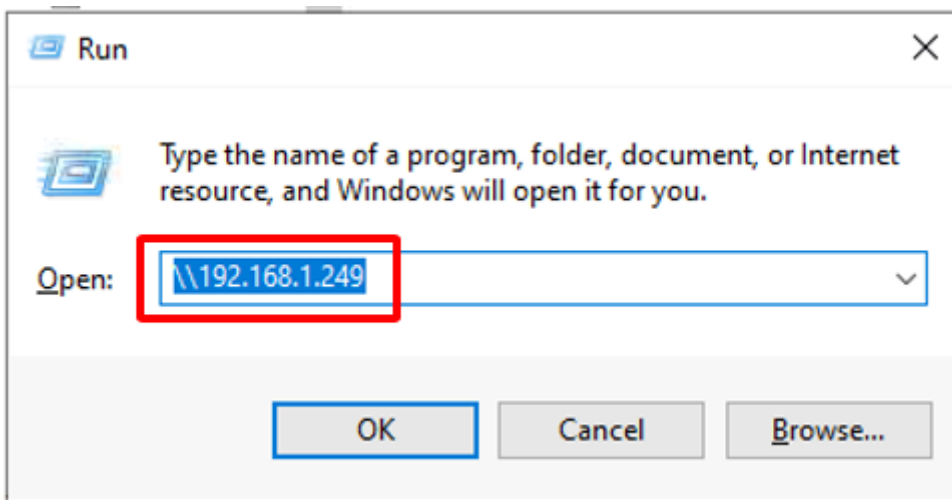 Run
Type the name of a program, folder, document, or Internet
resource, and Windows will open it for you.
Open: \\192.168.1.249
OK Cancel Browse...